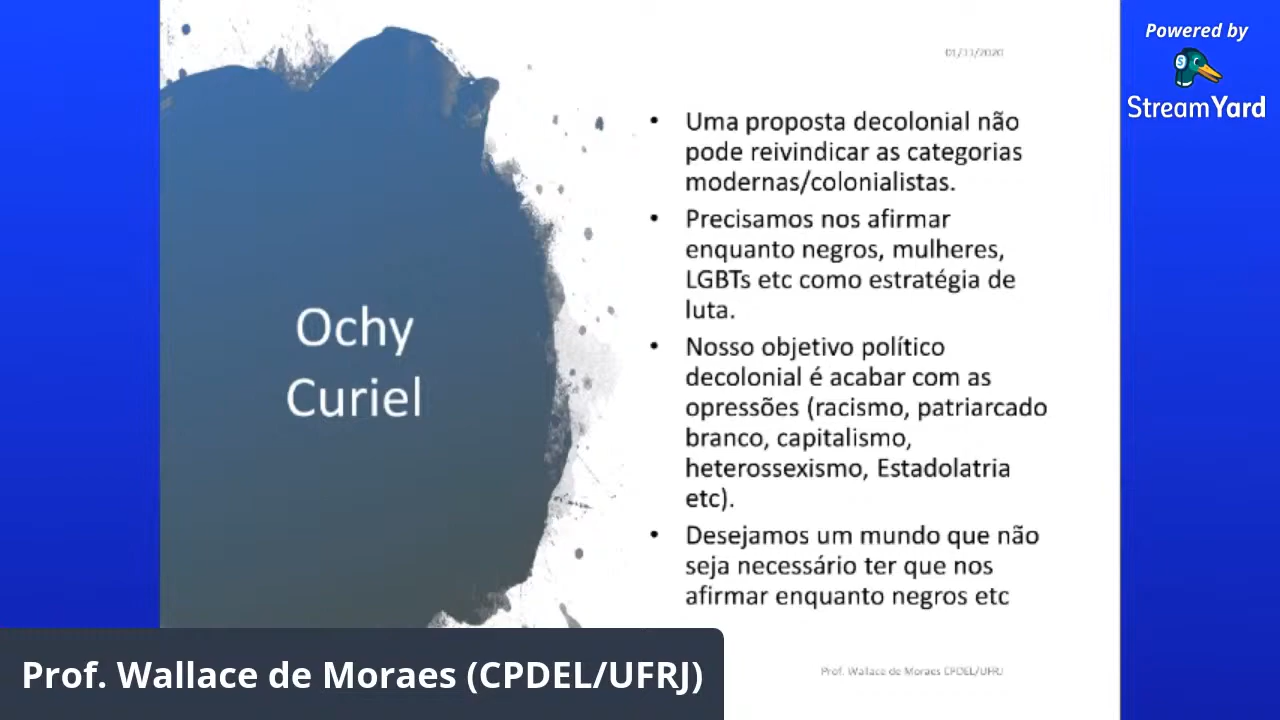 Powered by
StreamYard
Uma proposta decolonial não
pode reivindicar as categorias
modernas/colonialistas.
Precisamos nos afirmar
enquanto negros, mulheres,
LGBTs etc como estratégia de
luta.
Nosso objetivo político
decolonial é acabar com as
opressões (racismo, patriarcado
branco, capitalismo,
heterossexismo, Estadolatria
etc).
Desejamos um mundo que não
seja necessário ter que nos
afirmar enquanto negros etc
Ochy
Curiel
Prof. Wallace de Moraes CPDEL/UFRJ
Prof. Wallace de Moraes (CPDEL/UFRJ)